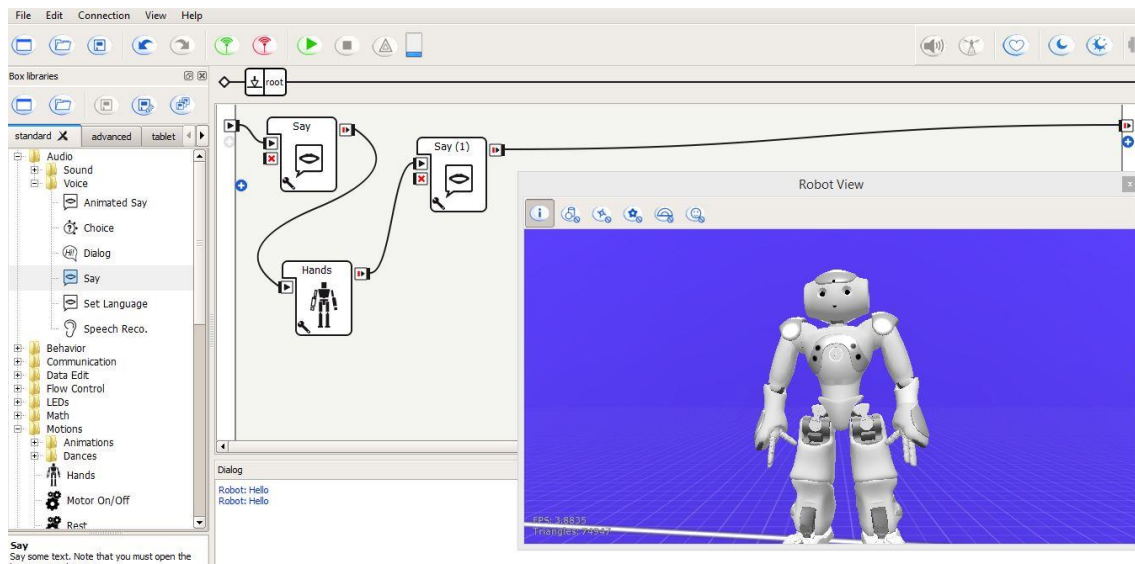 File Edit Connection View Help
Box libraries
root
standard X advanced tablet
Audio
Sound
Voice
Animated Say
Choice
Dialog
Say
Set Language
Speech Reco.
Behavior
Communication
Data Edit
Flow Control
LEDs
Math
Motions
Animations
Dances
Hands
Motor On/Off
Rest
Say
Say some text. Note that you must open the
Say
Say (1)
Hands
Robot View
FPS: 3.8835
Triangles: 74947
Dialog
Robot: Hello
Robot: Hello